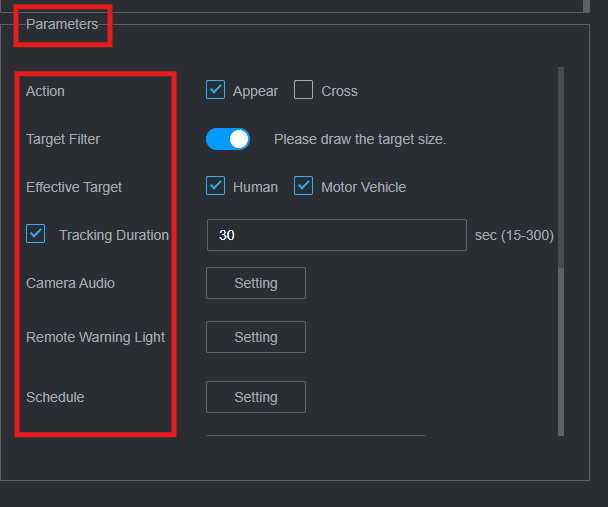 Parameters
Action Appear Cross
Target Filter Please draw the target size.
Effective Target Human Motor Vehicle
Tracking Duration 30 sec (15-300)
Camera Audio Setting
Remote Warning Light Setting
Schedule Setting